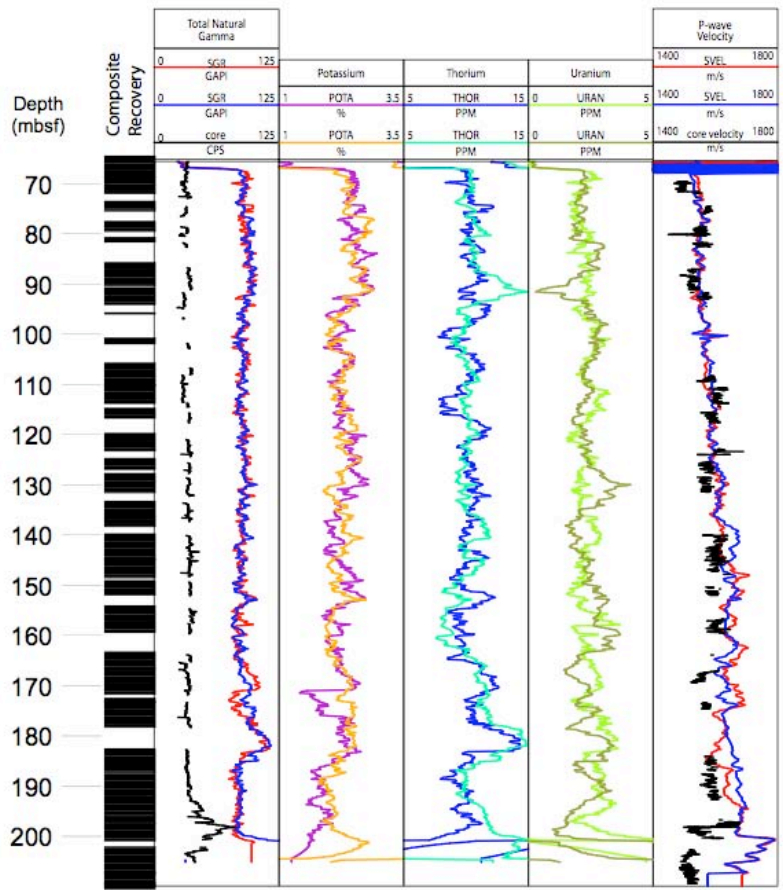 Total Natural
Gamma
P-wave
Velocity
0 SGR 125
GAPI
Potassium
Thorium
Uranium
1400 SVEL 1800
m/s
0 SGR 125
GAPI
1 POTA 3.5
%
5 THOR 15
PPM
0 URAN 5
PPM
1400 SVEL 1800
m/s
0 core 125
CPS
1 POTA 3.5
%
5 THOR 15
PPM
0 URAN 5
PPM
1400 core velocity 1800
m/s
Depth
(mbsf)
Composite
Recovery
70
80
90
100
110
120
130
140
150
160
170
180
190
200